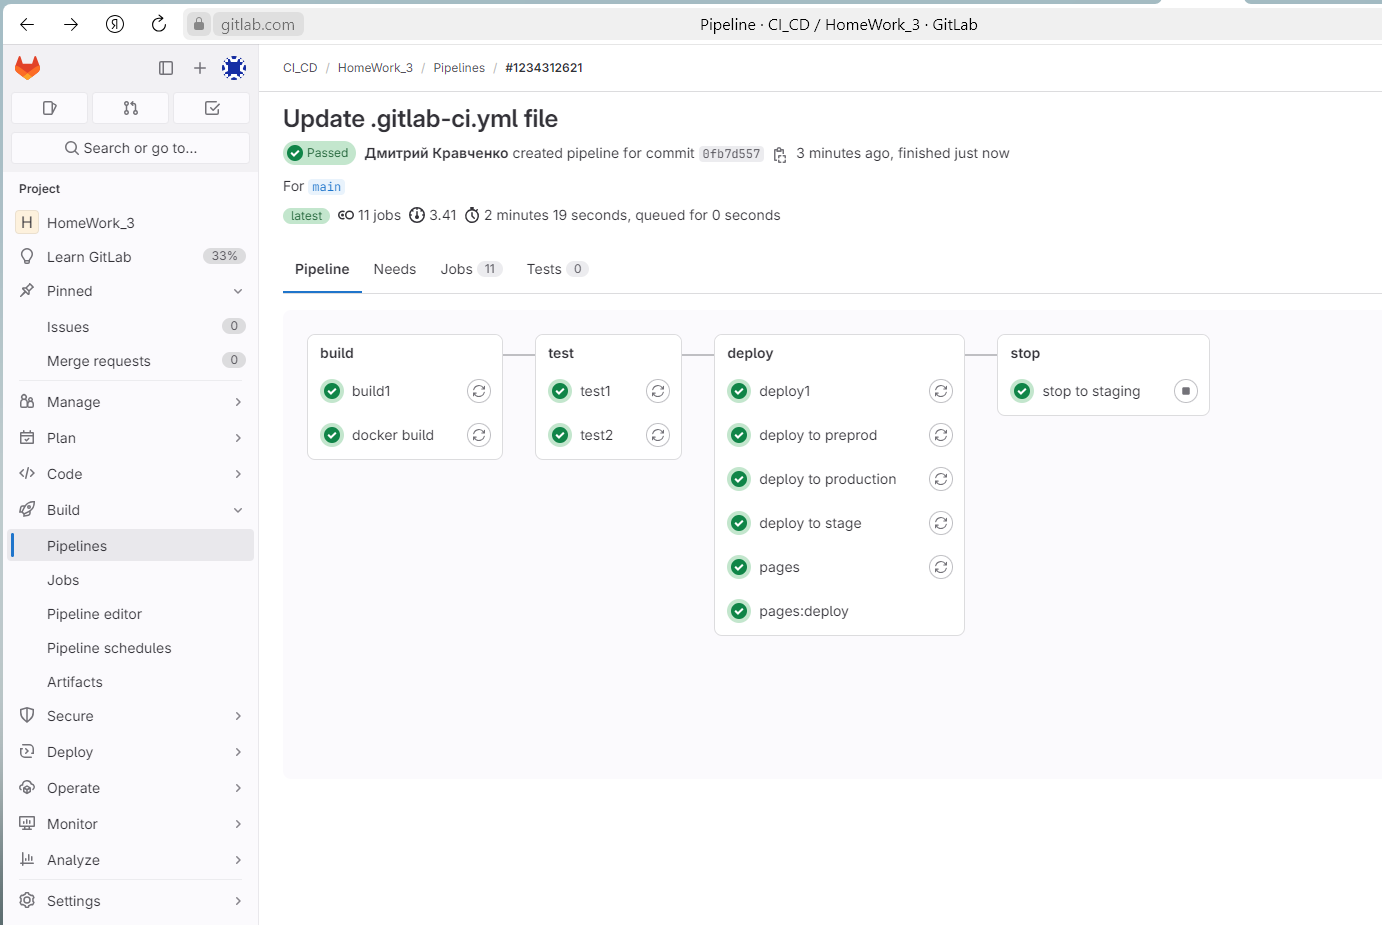 gitlab.com
Pipeline · CI_CD / HomeWork_3 · GitLab
Search or go to...
Project
H HomeWork_3
Learn GitLab 33%
Pinned
Issues 0
Merge requests 0
Manage
Plan
Code
Build
Pipelines
Jobs
Pipeline editor
Pipeline schedules
Artifacts
Secure
Deploy
Operate
Monitor
Analyze
Settings
CI_CD / HomeWork_3 / Pipelines / #1234312621
Update .gitlab-ci.yml file
Passed Дмитрий Кравченко created pipeline for commit 0fb7d557 3 minutes ago, finished just now
For main
latest 11 jobs 3.41 2 minutes 19 seconds, queued for 0 seconds
Pipeline Needs Jobs 11 Tests 0
build
build1
docker build
test
test1
test2
deploy
deploy1
deploy to preprod
deploy to production
deploy to stage
pages
pages:deploy
stop
stop to staging